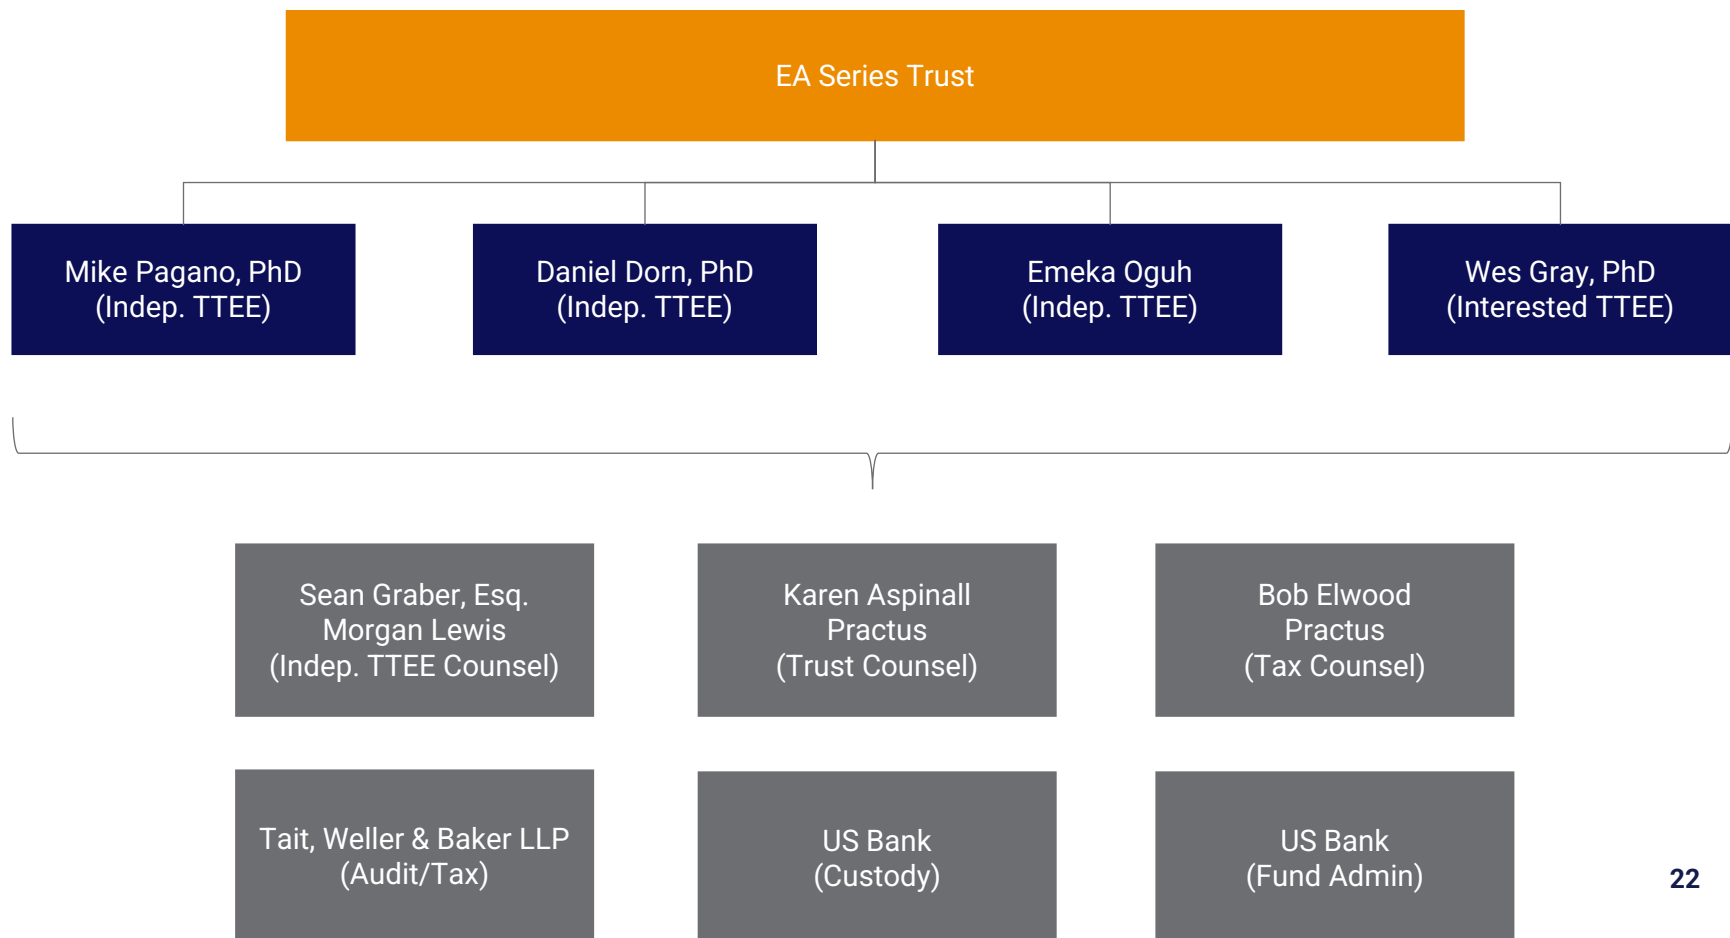 EA Series Trust
Mike Pagano, PhD
(Indep. TTEE)
Daniel Dorn, PhD
(Indep. TTEE)
Emeka Oguh
(Indep. TTEE)
Wes Gray, PhD
(Interested TTEE)
Sean Graber, Esq.
Morgan Lewis
(Indep. TTEE Counsel)
Karen Aspinall
Practus
(Trust Counsel)
Bob Elwood
Practus
(Tax Counsel)
Tait, Weller & Baker LLP
(Audit/Tax)
US Bank
(Custody)
US Bank
(Fund Admin)
22